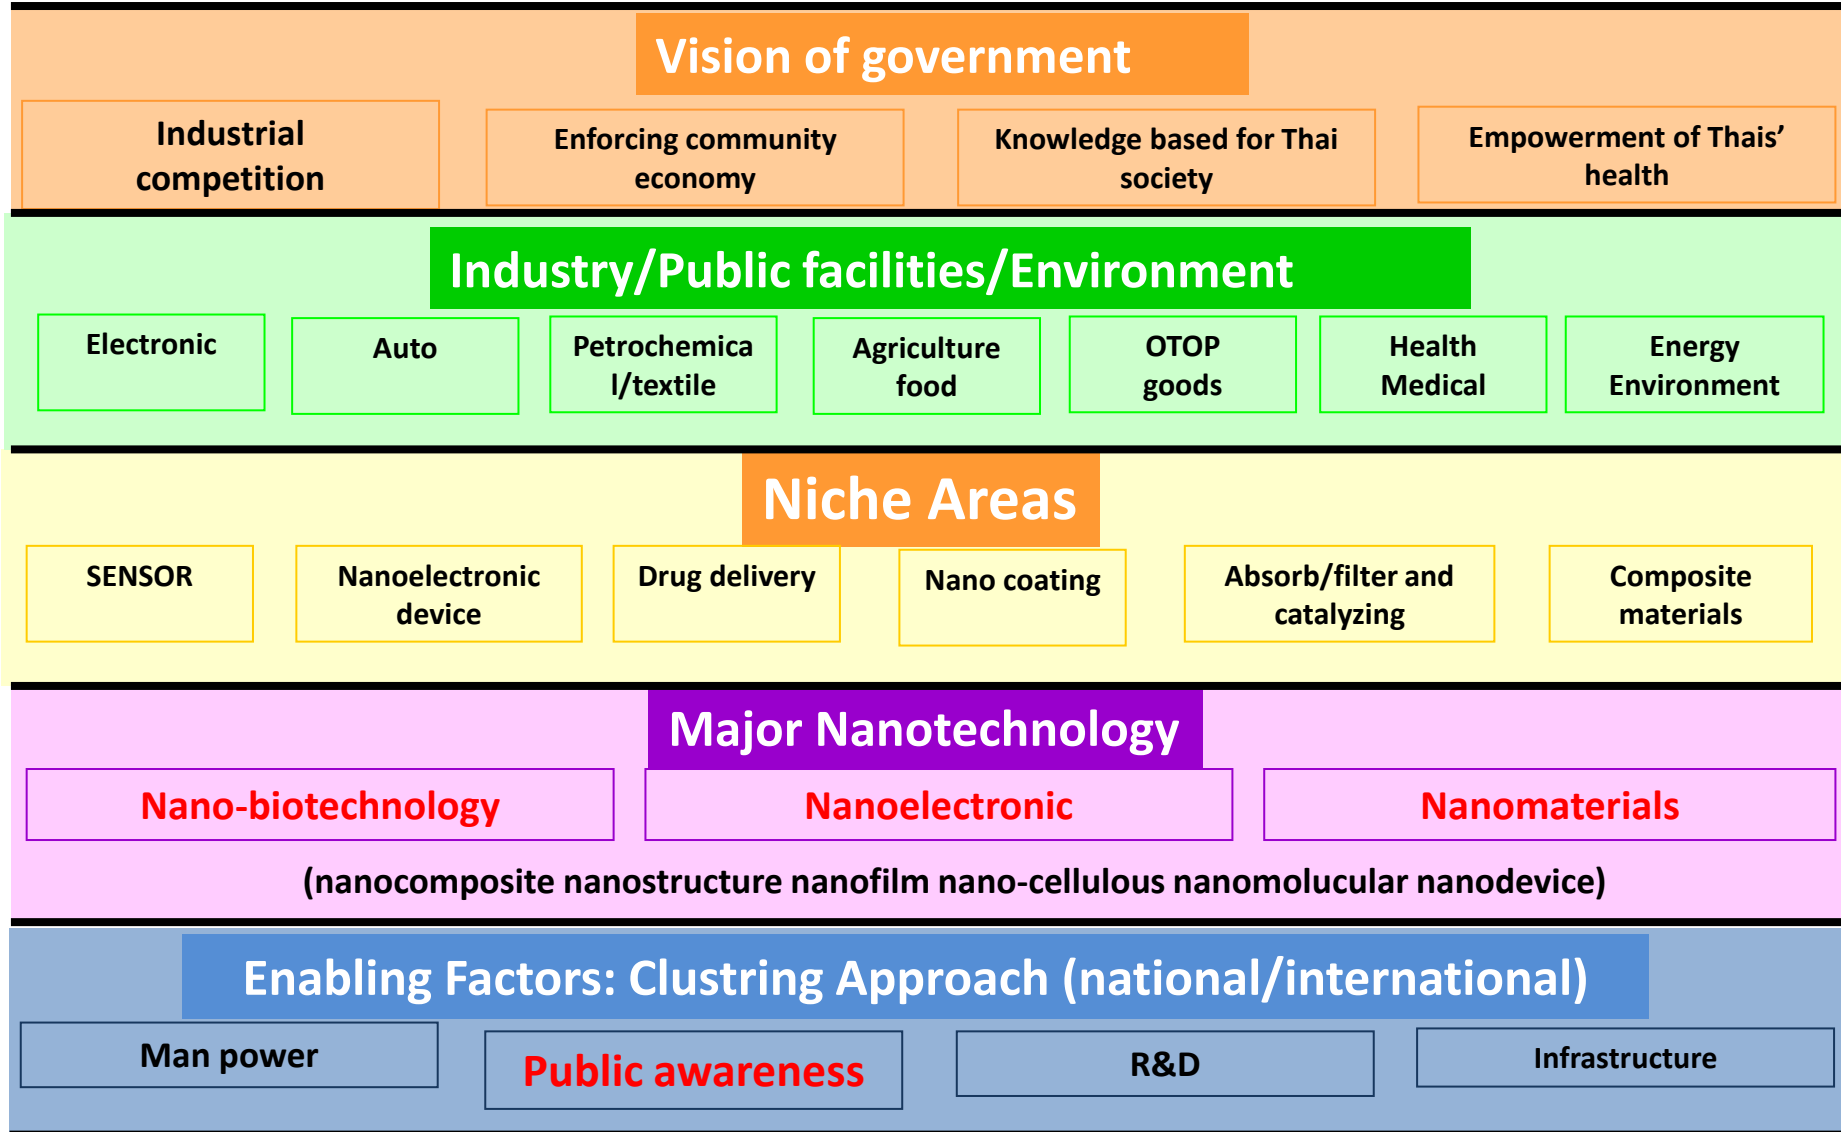 Vision of government
Industrial
competition
Enforcing community
economy
Knowledge based for Thai
society
Empowerment of Thais’
health
Industry/Public facilities/Environment
Electronic
Auto
Petrochemica
l/textile
Agriculture
food
OTOP
goods
Health
Medical
Energy
Environment
Niche Areas
SENSOR
Nanoelectronic
device
Drug delivery
Nano coating
Absorb/filter and
catalyzing
Composite
materials
Major Nanotechnology
Nano-biotechnology
Nanoelectronic
Nanomaterials
(nanocomposite nanostructure nanofilm nano-cellulous nanomolucular nanodevice)
Enabling Factors: Clustring Approach (national/international)
Man power
Public awareness
R&D
Infrastructure